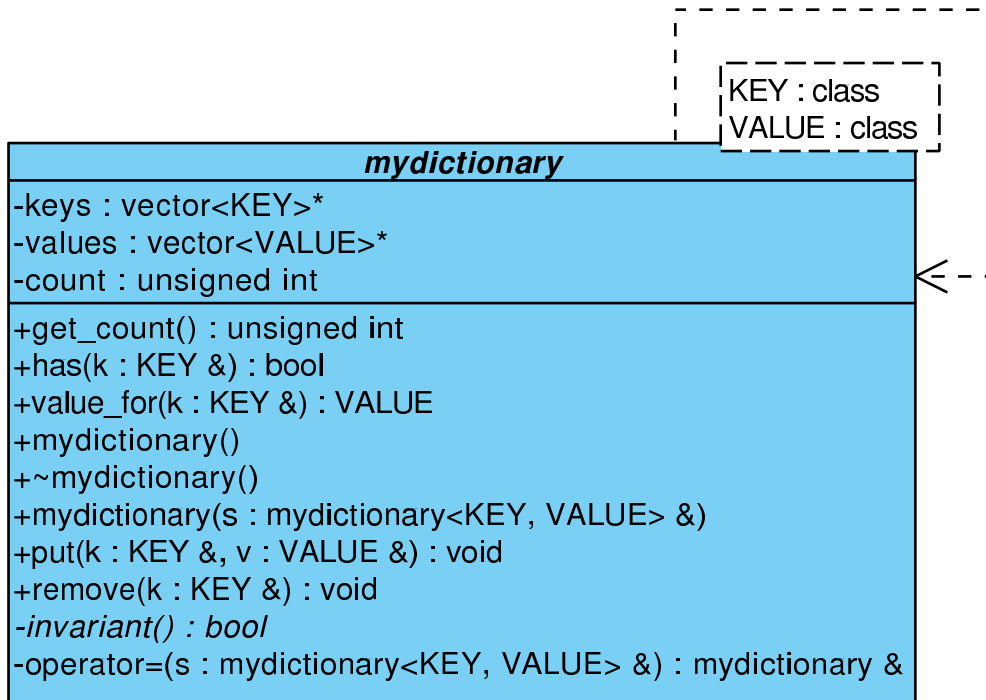 KEY : class
VALUE : class
mydictionary
-keys : vector<KEY>*
-values : vector<VALUE>*
-count : unsigned int
+get_count() : unsigned int
+has(k : KEY &) : bool
+value_for(k : KEY &) : VALUE
+mydictionary()
+~mydictionary()
+mydictionary(s : mydictionary<KEY, VALUE> &)
+put(k : KEY &, v : VALUE &) : void
+remove(k : KEY &) : void
-invariant() : bool
-operator=(s : mydictionary<KEY, VALUE> &) : mydictionary &